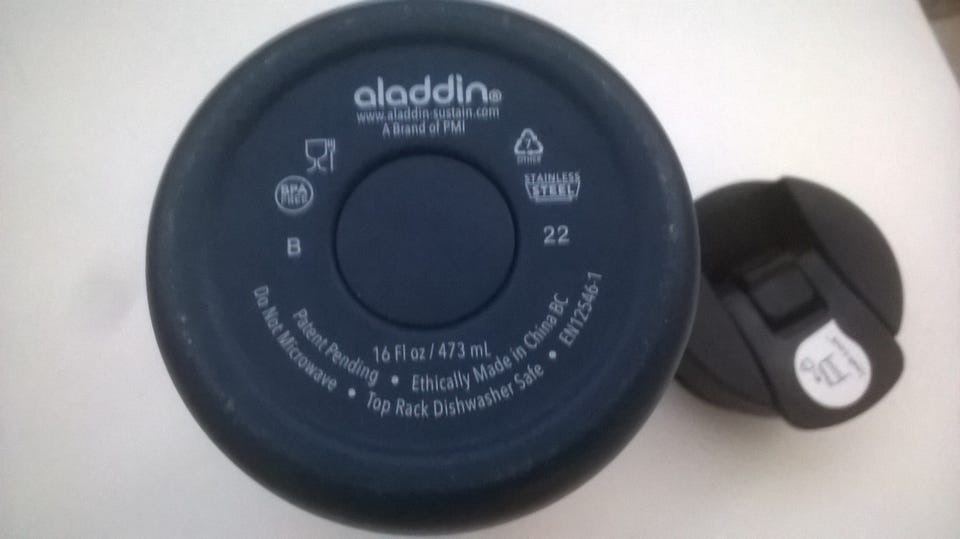 aladdin®
www.aladdin-sustain.com
A Brand of PMI
7
OTHER
BPA
FREE
STAINLESS
STEEL
B
22
16 Fl oz / 473 mL
Patent Pending • Ethically Made in China BC
Do Not Microwave • Top Rack Dishwasher Safe • EN12546-1